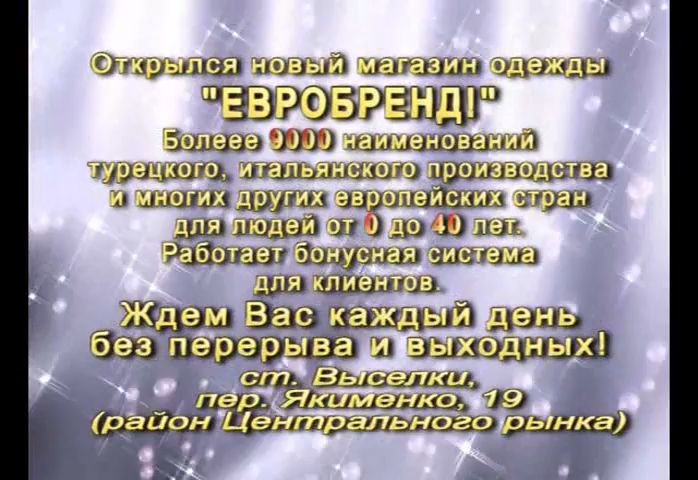 Открылся новый магазин одежды
"ЕВРОБРЕНД!"
Болеее 9000 наименований
турецкого, итальянского производства
и многих других европейских стран
для людей от 0 до 40 лет.
Работает бонусная система
для клиентов.
Ждем Вас каждый день
без перерыва и выходных!
ст. Выселки,
пер. Якименко, 19
(район Центрального рынка)